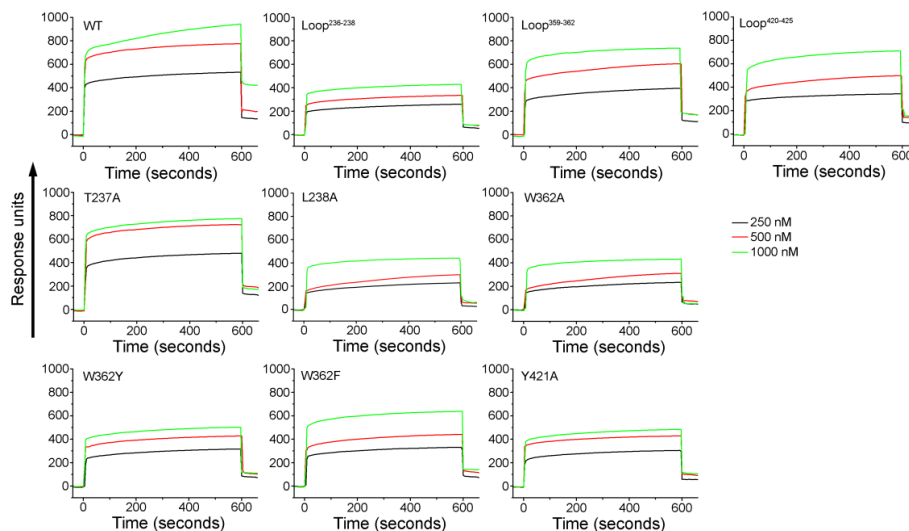 WT
1000
800
600
400
200
0
0 200 400 600
Time (seconds)
Loop²³⁶⁻²³⁸
1000
800
600
400
200
0
0 200 400 600
Time (seconds)
Loop³⁵⁹⁻³⁶²
1000
800
600
400
200
0
0 200 400 600
Time (seconds)
Loop⁴²⁰⁻⁴²⁵
1000
800
600
400
200
0
0 200 400 600
Time (seconds)
Response units
T237A
1000
800
600
400
200
0
0 200 400 600
Time (seconds)
L238A
1000
800
600
400
200
0
0 200 400 600
Time (seconds)
W362A
1000
800
600
400
200
0
0 200 400 600
Time (seconds)
250 nM
500 nM
1000 nM
W362Y
1000
800
600
400
200
0
0 200 400 600
Time (seconds)
W362F
1000
800
600
400
200
0
0 200 400 600
Time (seconds)
Y421A
1000
800
600
400
200
0
0 200 400 600
Time (seconds)